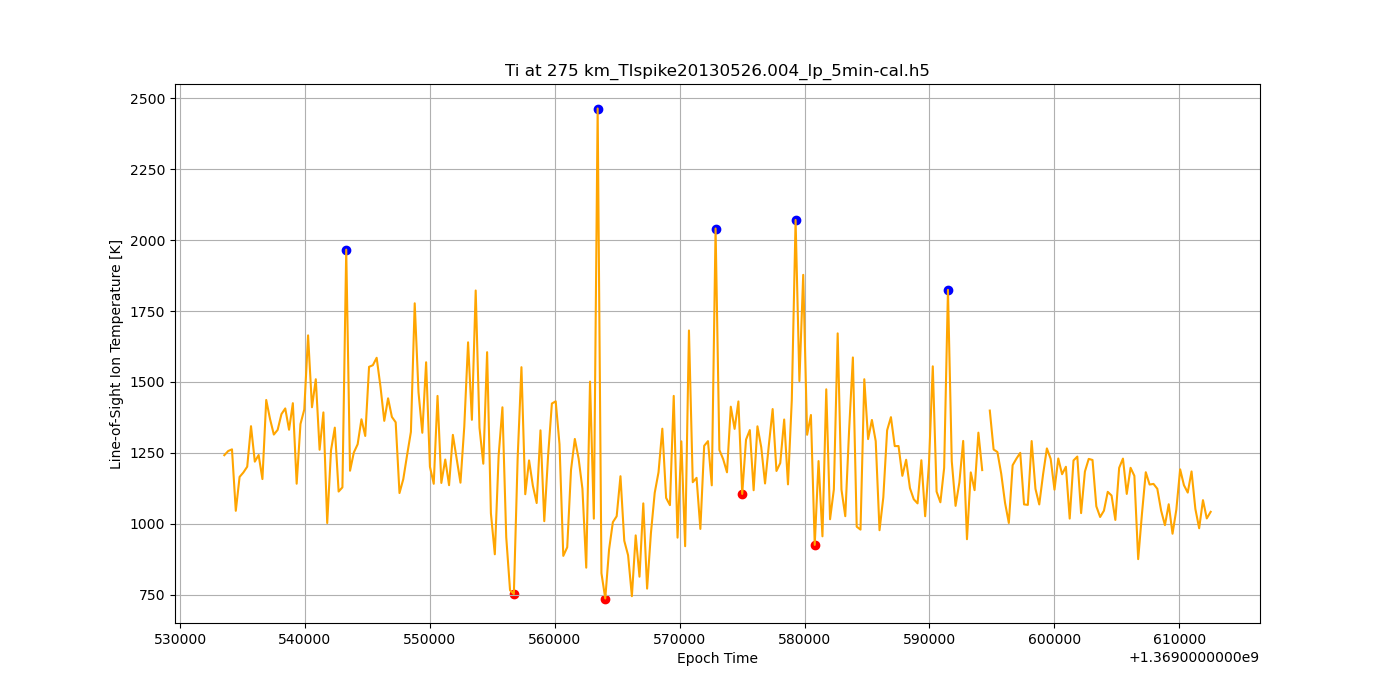 Ti at 275 km_TIspike20130526.004_lp_5min-cal.h5
Line-of-Sight Ion Temperature [K]
2500
2250
2000
1750
1500
1250
1000
750
530000 540000 550000 560000 570000 580000 590000 600000 610000
Epoch Time
+1.3690000000e9